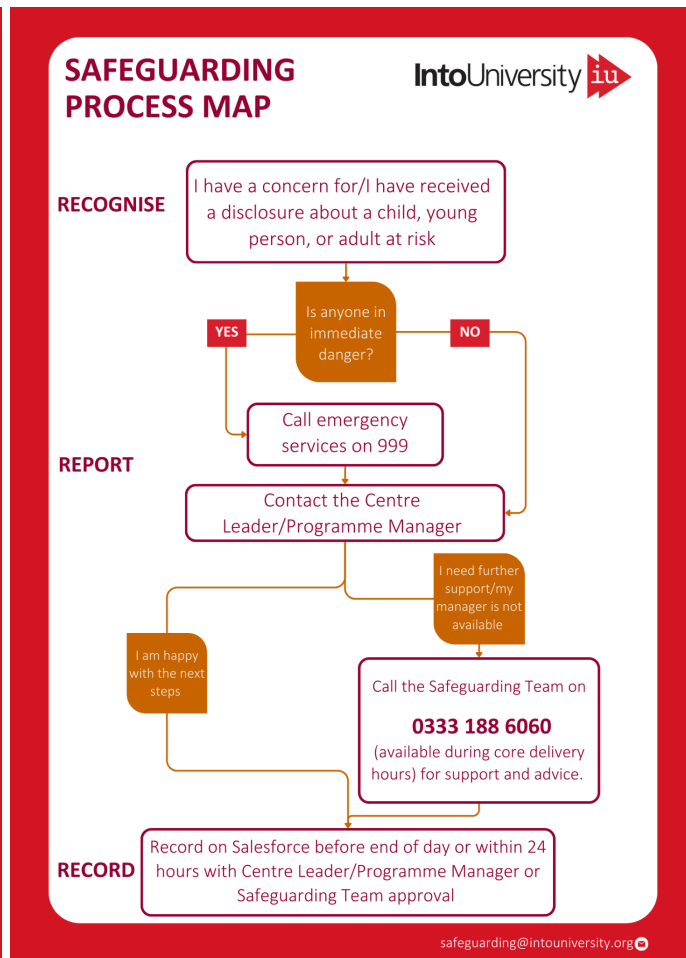 SAFEGUARDING
PROCESS MAP
IntoUniversity iu
RECOGNISE
I have a concern for/I have received
a disclosure about a child, young
person, or adult at risk
Is anyone in
immediate
danger?
YES
NO
Call emergency
services on 999
REPORT
Contact the Centre
Leader/Programme Manager
I need further
support/my
manager is not
available
I am happy
with the next
steps
Call the Safeguarding Team on
0333 188 6060
(available during core delivery
hours) for support and advice.
RECORD
Record on Salesforce before end of day or within 24
hours with Centre Leader/Programme Manager or
Safeguarding Team approval
safeguarding@intouniversity.org